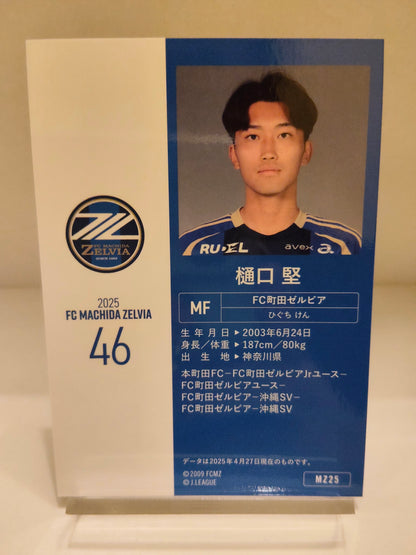 FC MACHIDA
ZELVIA
2025
FC MACHIDA ZELVIA
46
RUDEL
avex
樋口 堅
MF
FC町田ゼルビア
ひぐち けん
生年月日▶2003年6月24日
身長／体重▶187cm／80kg
出生地▶神奈川県
本町田FC－FC町田ゼルビアJrユース－
FC町田ゼルビアユース－
FC町田ゼルビア－沖縄SV－
FC町田ゼルビア－沖縄SV
データは2025年4月27日現在のものです。
© 2009 FCMZ
© J.LEAGUE
MZ25